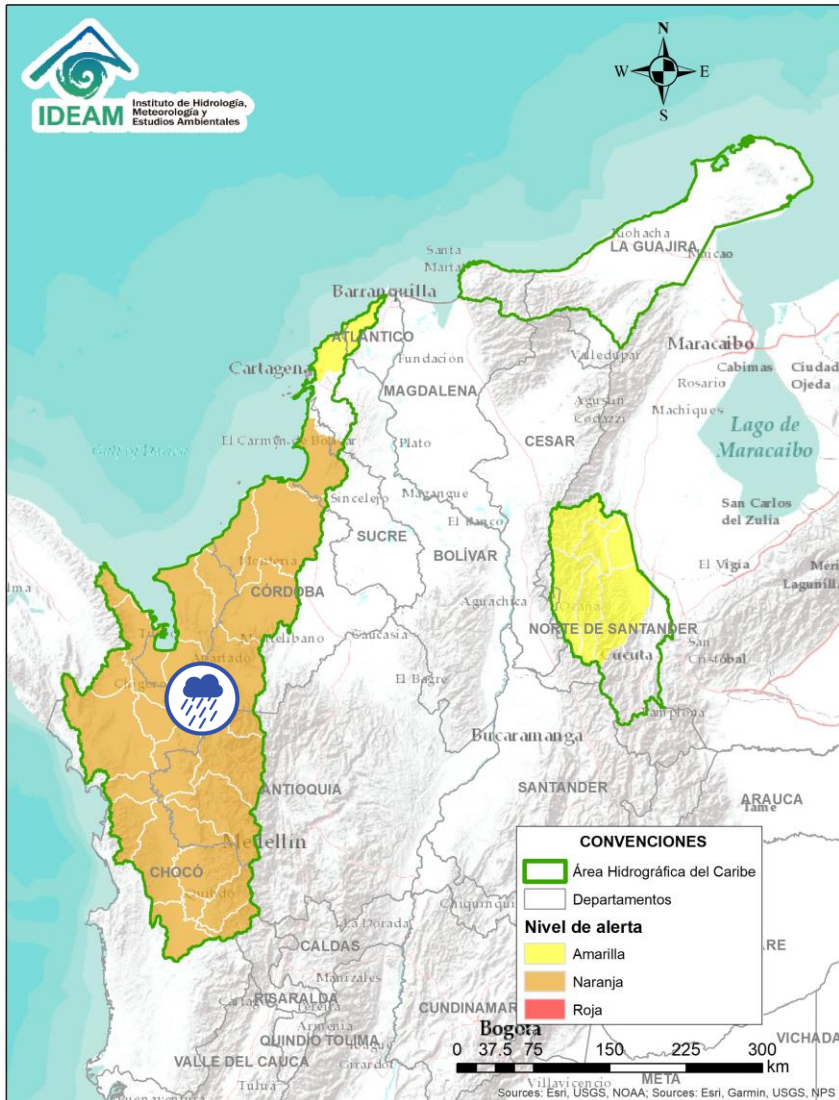 IDEAM
Instituto de Hidrología,
Meteorología y
Estudios Ambientales
N
W
E
S
Riohacha
LA GUAJIRA
Maicao
Santa
Barranquilla
ATLANTICO
Cartagena
Fundación
Valledupar
Maracaibo
Cabimas
Ciudad
Ojeda
Rosario
MAGDALENA
Agustín
Codazzi
Machiques
Lago de
Maracaibo
CESAR
El Carmen de Bolívar
Plato
Sincelejo
Magangue
San Carlos
del Zulia
El Banco
SUCRE
BOLÍVAR
Montería
El Vigía
CÓRDOBA
Aguachica
Ocaña
NORTE DE SANTANDER
Caucasia
Cúcuta
San
Cristóbal
Apartadó
El Bagre
Bucaramanga
SANTANDER
ANTIOQUIA
ARAUCA
Tame
Medellín
CHOCÓ
Quibdó
La Dorada
CALDAS
Manizales
RISARALDA
Pereira
Armenia
CUNDINAMAR
QUINDÍO
TOLIMA
Bogotá
Girardot
VALLE DEL CAUCA
Tuluá
VICHADA
META
Villavicencio
CONVENCIONES
Área Hidrográfica del Caribe
Departamentos
Nivel de alerta
Amarilla
Naranja
Roja
0 37.5 75 150 225 300
km
Sources: Esri, USGS, NOAA; Sources: Esri, Garmin, USGS, NPS